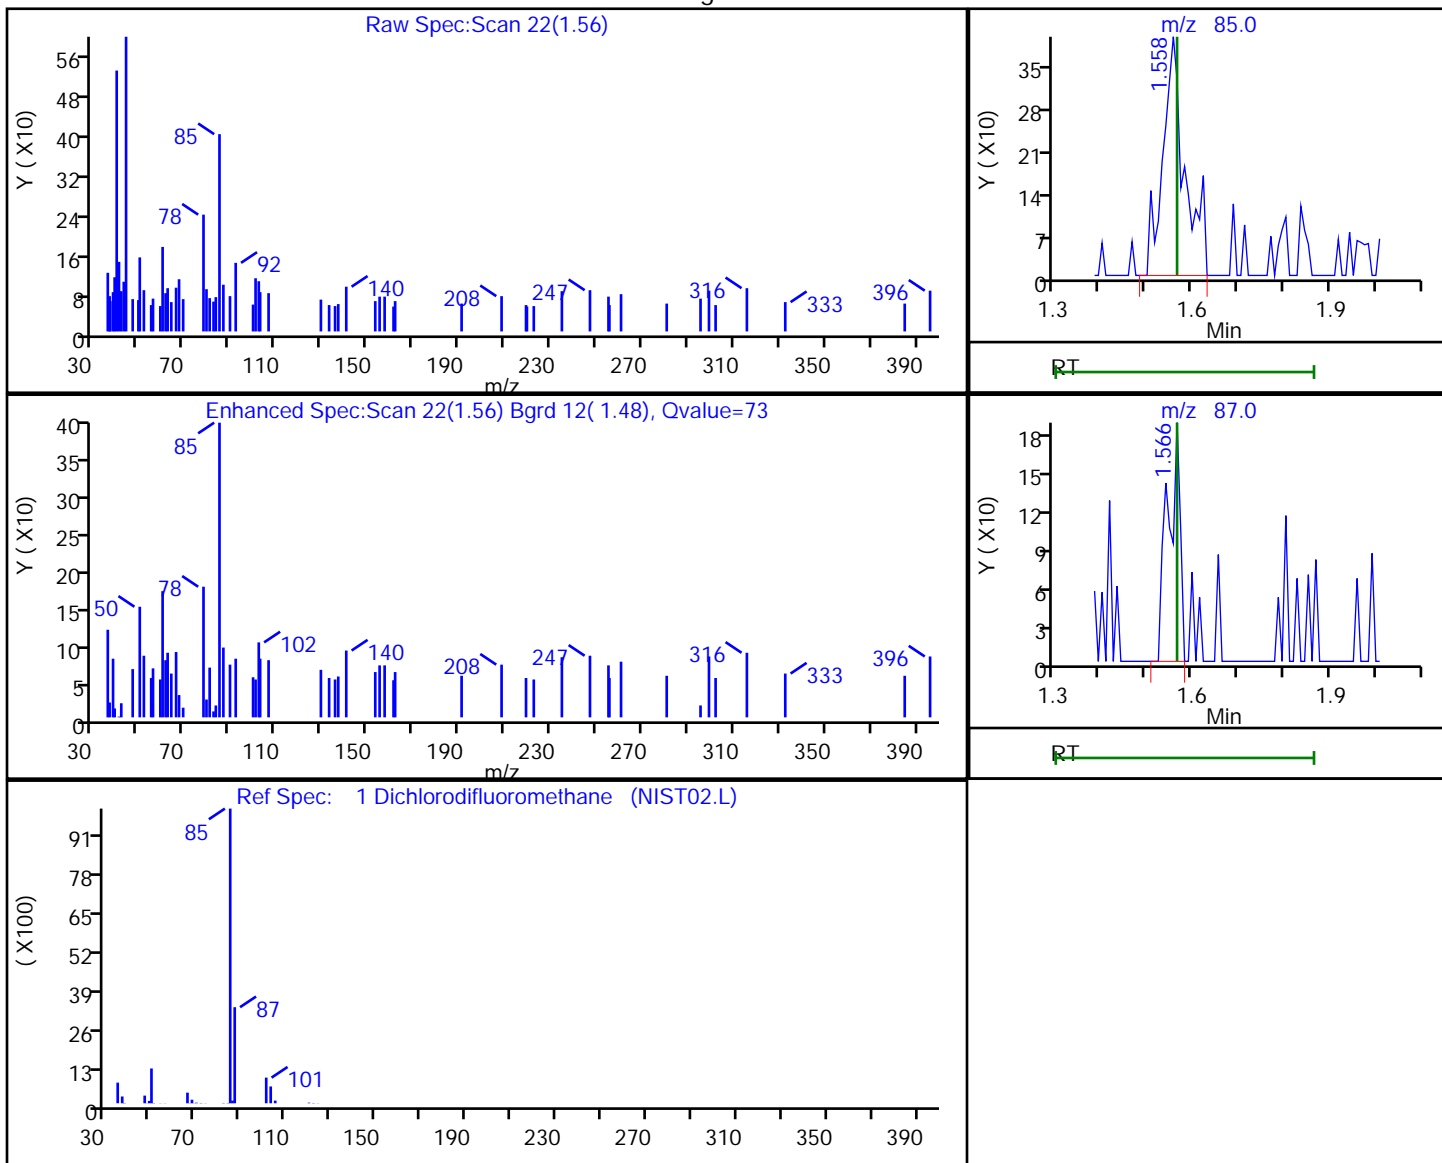 Raw Spec:Scan 22(1.56)
Y ( X10)
56
48
40
32
24
16
8
0
85
78
92
140
208
247
316
333
396
30 70 110 150 190 230 270 310 350 390
m/z
m/z 85.0
Y ( X10)
35
28
21
14
7
0
1.558
1.3 1.6 1.9
Min
RT
Enhanced Spec:Scan 22(1.56) Bgrd 12( 1.48), Qvalue=73
Y ( X10)
40
35
30
25
20
15
10
5
0
85
50
78
102
140
208
247
316
333
396
30 70 110 150 190 230 270 310 350 390
m/z
m/z 87.0
Y ( X10)
18
15
12
9
6
3
0
1.566
1.3 1.6 1.9
Min
RT
Ref Spec: 1 Dichlorodifluoromethane (NIST02.L)
( X100)
91
78
65
52
39
26
13
0
85
87
101
30 70 110 150 190 230 270 310 350 390